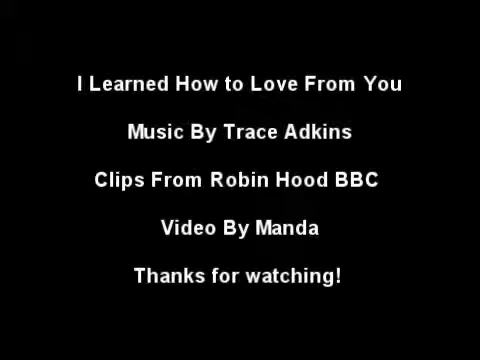 I Learned How to Love From You
Music By Trace Adkins
Clips From Robin Hood BBC
Video By Manda
Thanks for watching!